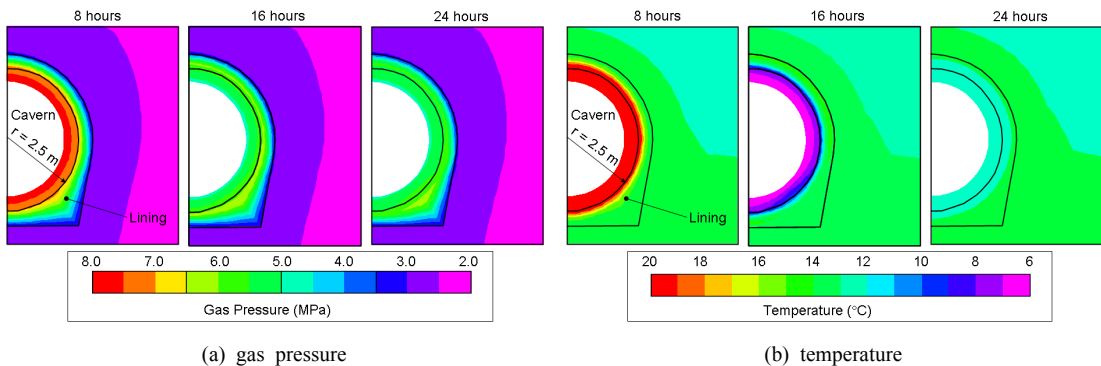 8 hours 16 hours 24 hours
Cavern
r = 2.5 m
Lining
8.0 7.0 6.0 5.0 4.0 3.0 2.0
Gas Pressure (MPa)
(a) gas pressure
8 hours 16 hours 24 hours
Cavern
r = 2.5 m
Lining
20 18 16 14 12 10 8 6
Temperature (°C)
(b) temperature